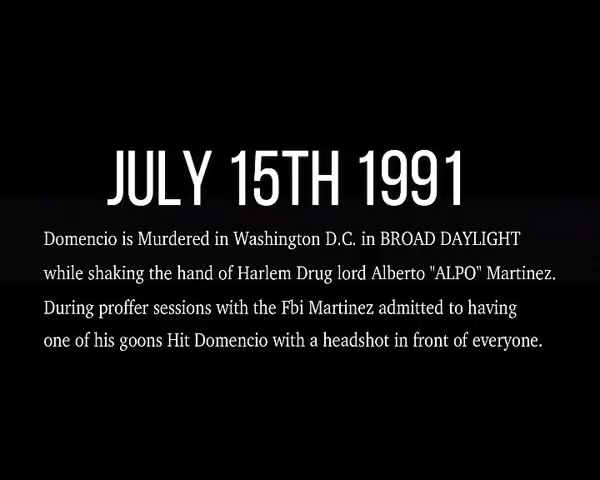 JULY 15TH 1991
Domencio is Murdered in Washington D.C. in BROAD DAYLIGHT
while shaking the hand of Harlem Drug lord Alberto "ALPO" Martinez.
During proffer sessions with the Fbi Martinez admitted to having
one of his goons Hit Domencio with a headshot in front of everyone.